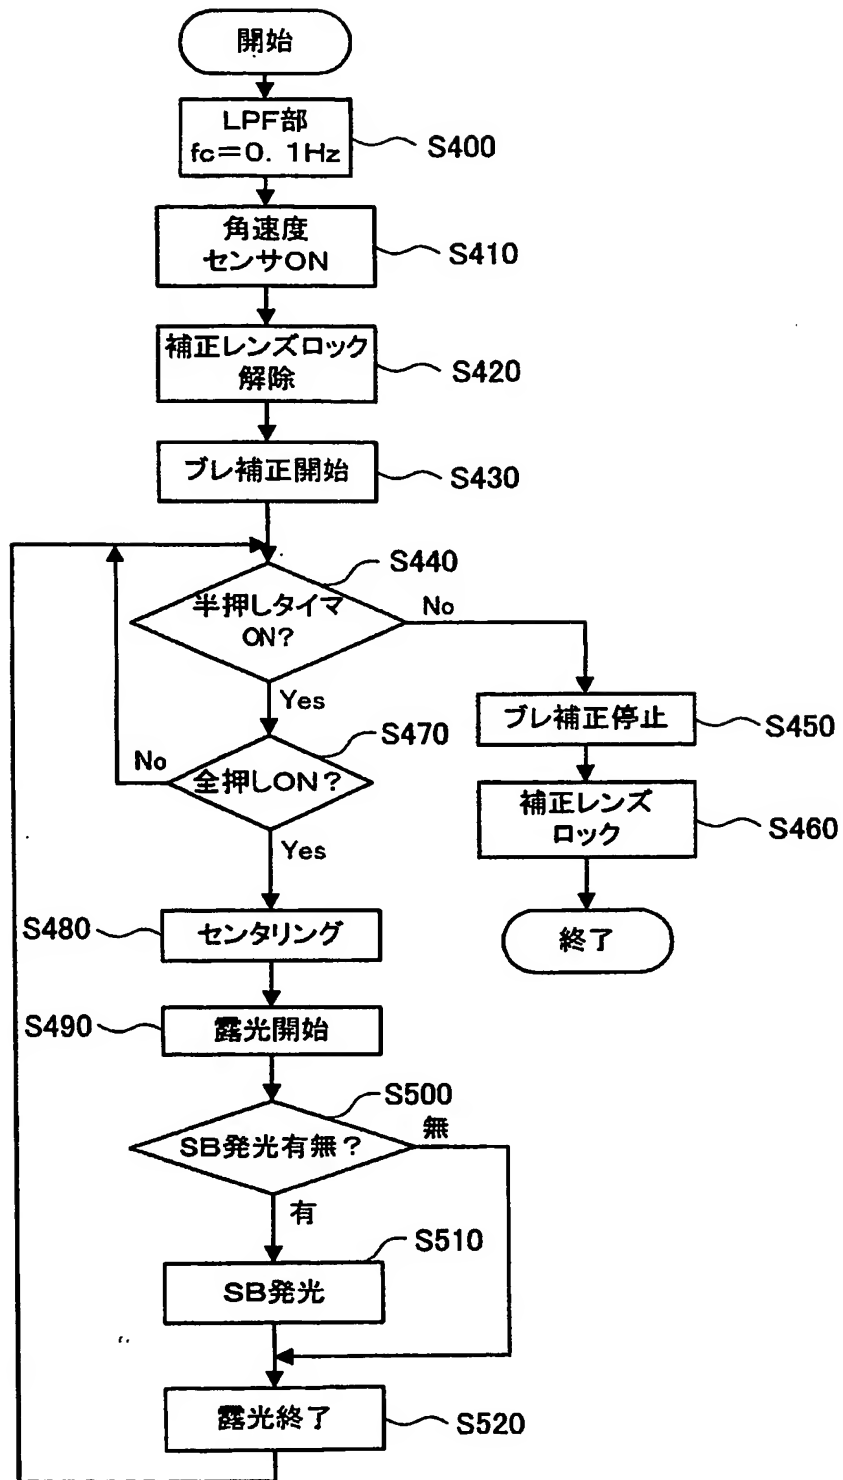 開始
LPF部
fc=0. 1Hz
S400
角速度
センサON
S410
補正レンズロック
解除
S420
ブレ補正開始
S430
S440
半押しタイマ
ON?
No
Yes
ブレ補正停止
S450
S470
No
全押しON?
Yes
補正レンズ
ロック
S460
S480
センタリング
終了
S490
露光開始
S500
SB発光有無?
無
有
S510
SB発光
露光終了
S520